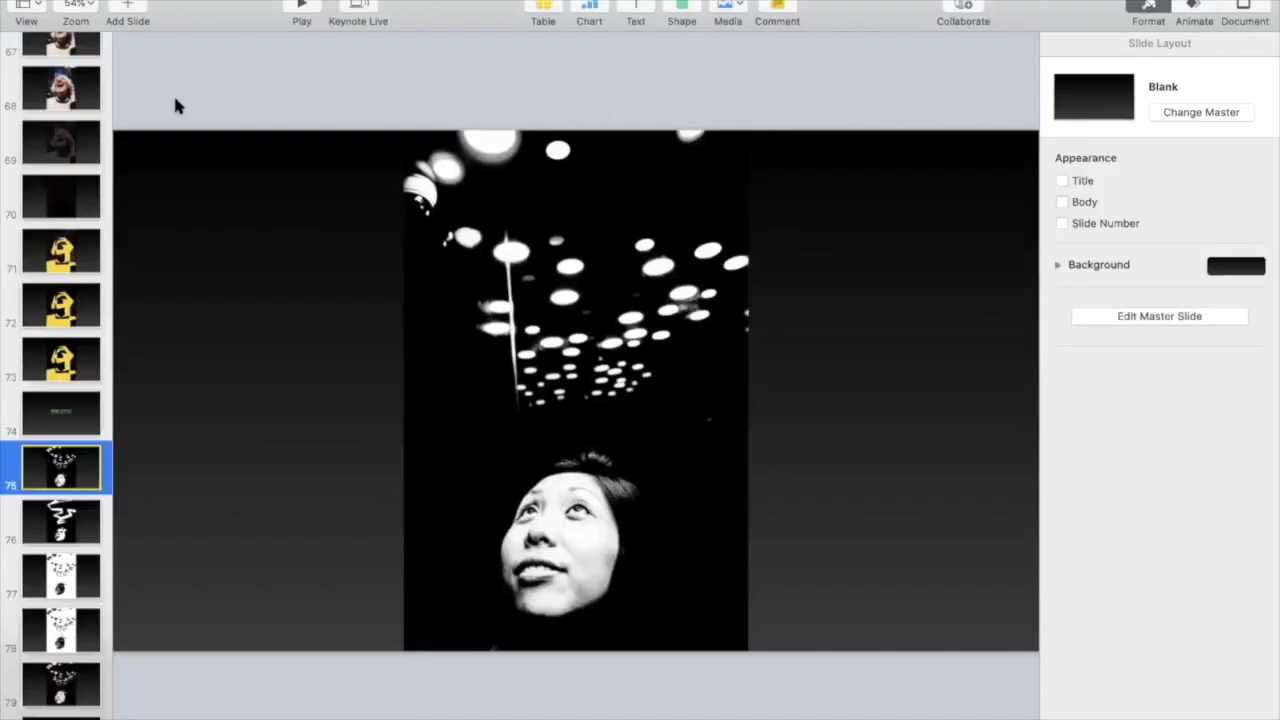 54%
View
Zoom
Add Slide
Play
Keynote Live
Table
Chart
Text
Shape
Media
Comment
Collaborate
Format
Animate
Document
Slide Layout
Blank
Change Master
Appearance
Title
Body
Slide Number
Background
Edit Master Slide
67
68
69
70
71
72
73
74
75
76
77
78
79